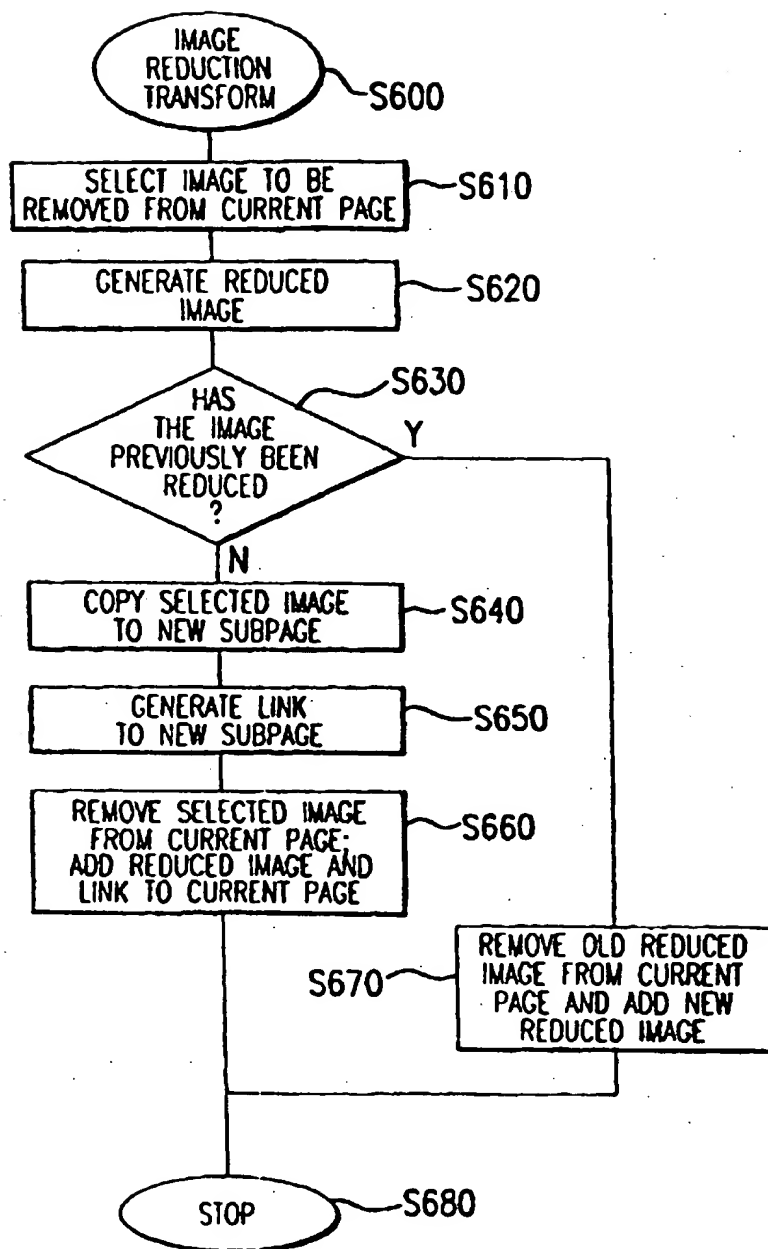 IMAGE
REDUCTION
TRANSFORM
S600
SELECT IMAGE TO BE
REMOVED FROM CURRENT PAGE
S610
GENERATE REDUCED
IMAGE
S620
S630
HAS
THE IMAGE
PREVIOUSLY BEEN
REDUCED
?
Y
N
COPY SELECTED IMAGE
TO NEW SUBPAGE
S640
GENERATE LINK
TO NEW SUBPAGE
S650
REMOVE SELECTED IMAGE
FROM CURRENT PAGE;
ADD REDUCED IMAGE AND
LINK TO CURRENT PAGE
S660
REMOVE OLD REDUCED
IMAGE FROM CURRENT
PAGE AND ADD NEW
REDUCED IMAGE
S670
STOP
S680